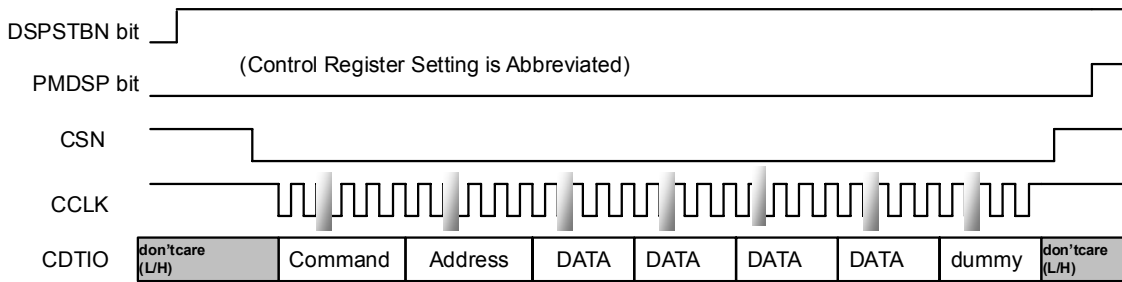 DSPSTBN bit
(Control Register Setting is Abbreviated)
PMDSP bit
CSN
CCLK
CDTIO
don'tcare
(L/H)
Command
Address
DATA
DATA
DATA
DATA
dummy
don'tcare
(L/H)